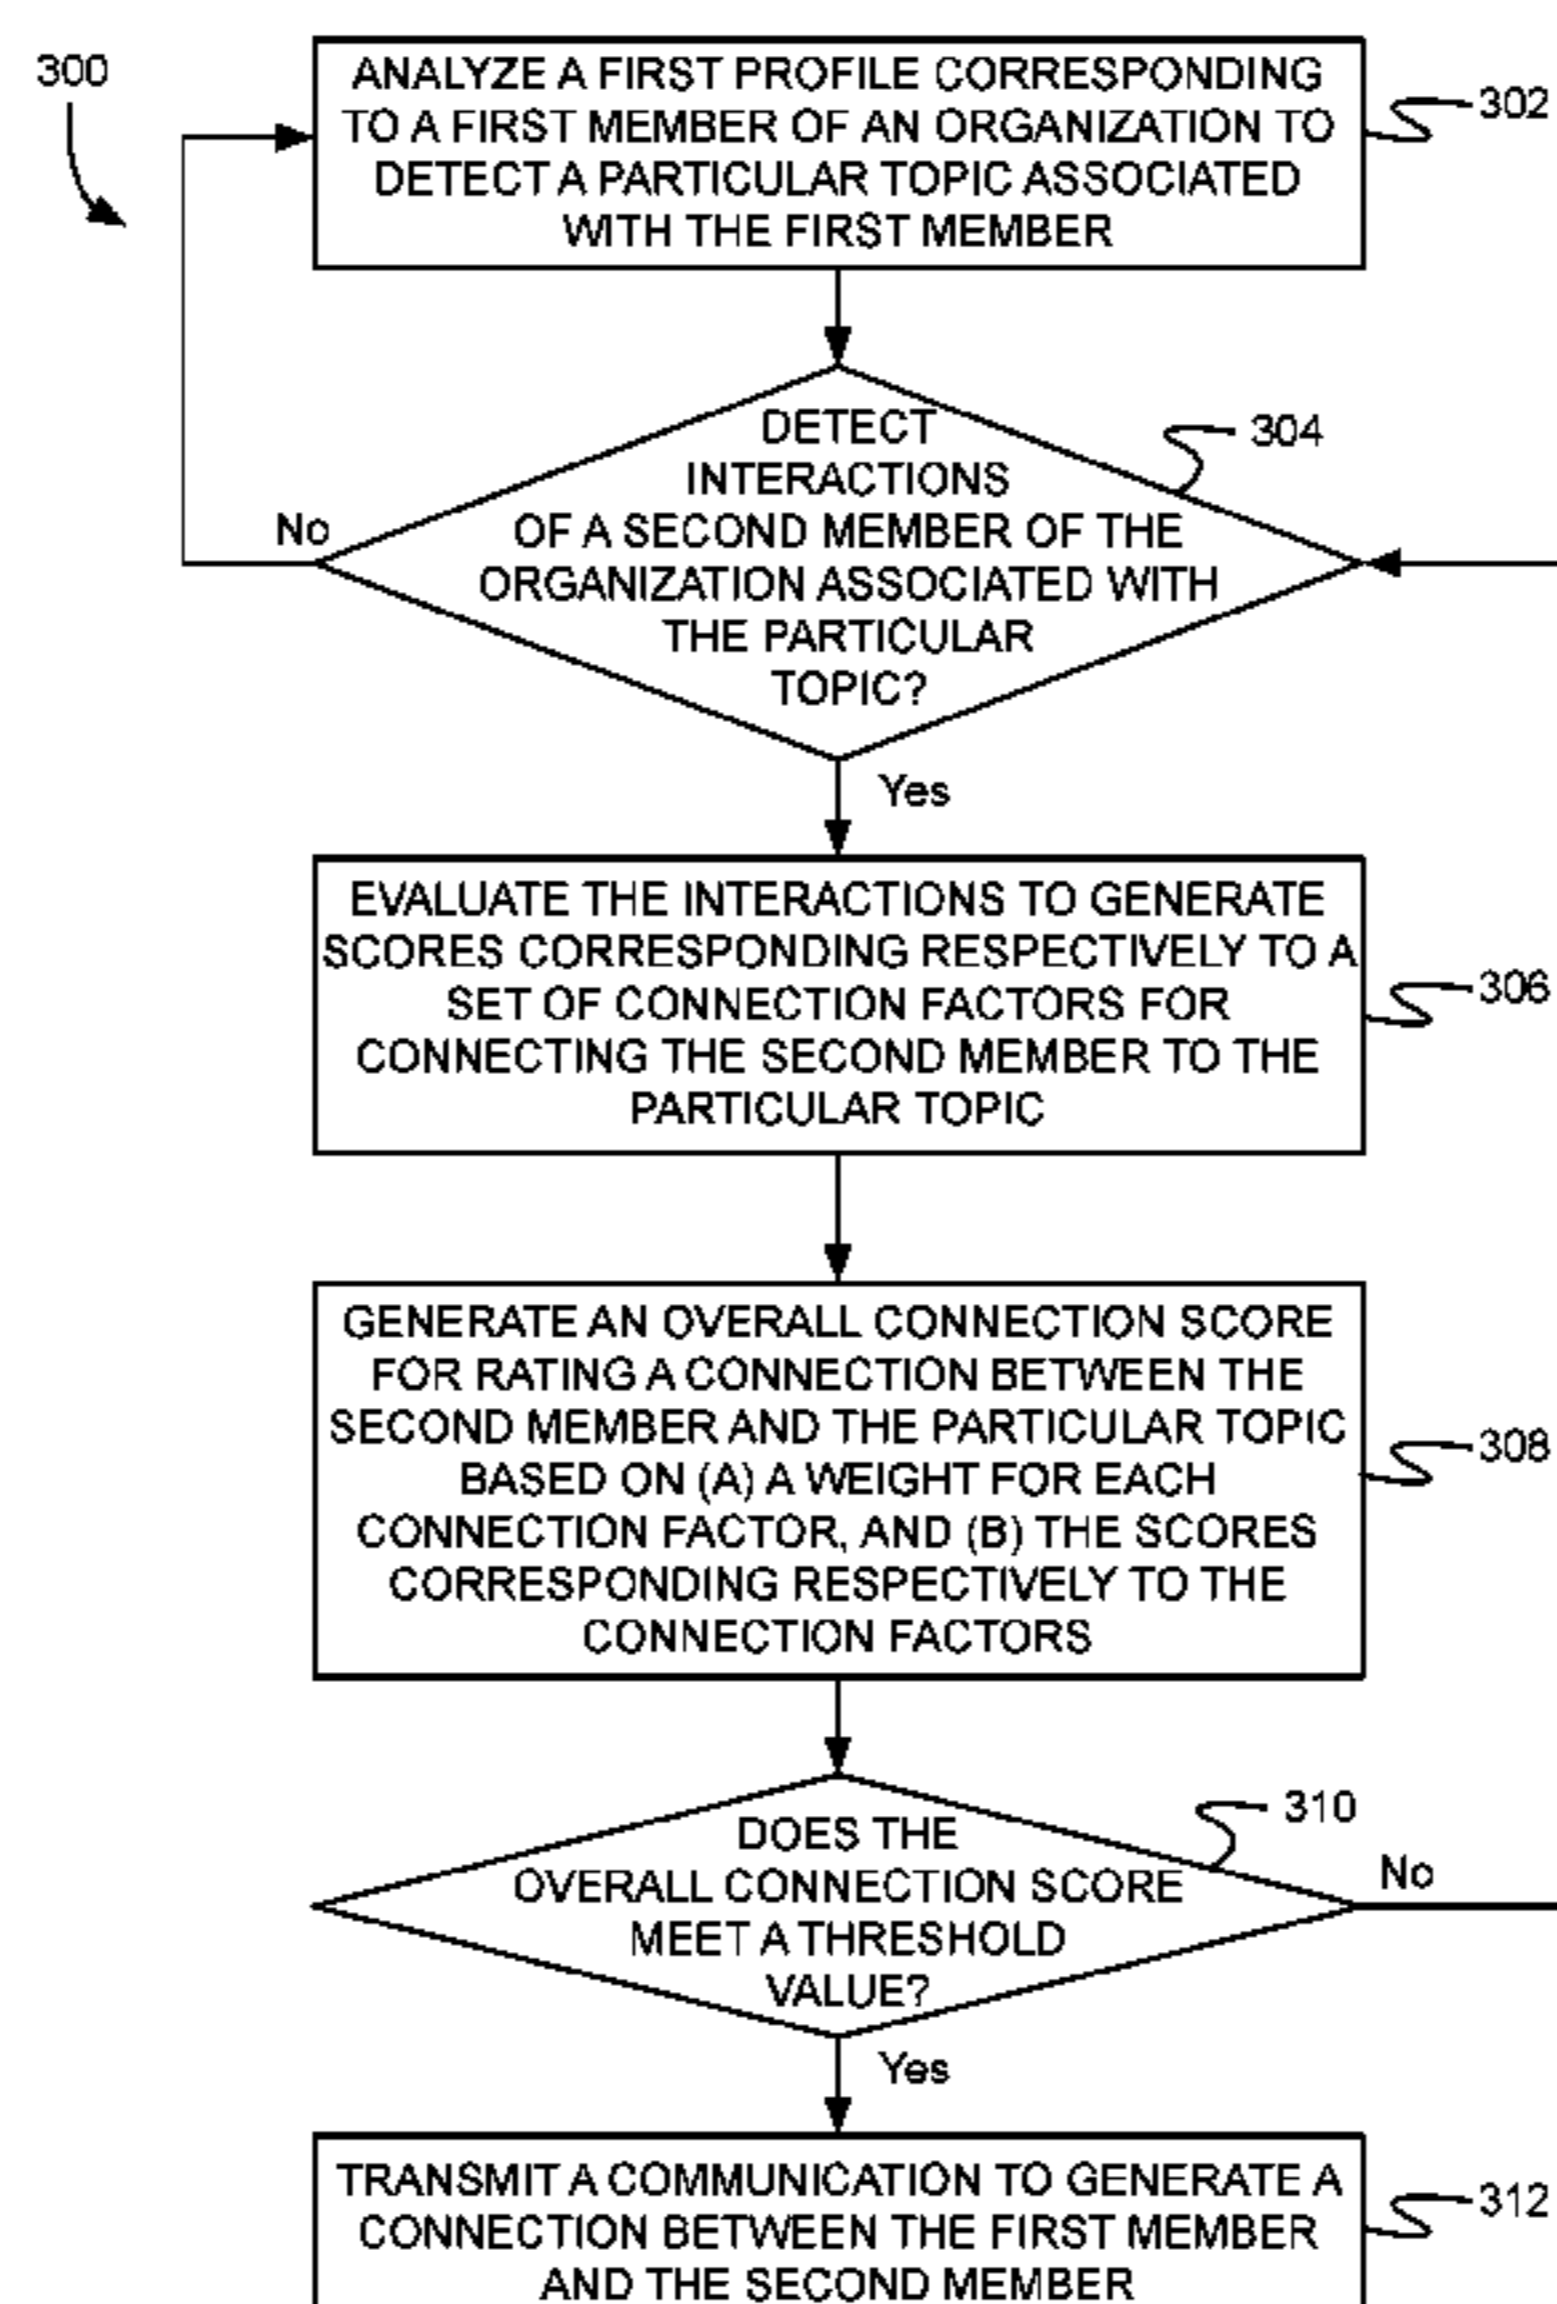 300
ANALYZE A FIRST PROFILE CORRESPONDING
TO A FIRST MEMBER OF AN ORGANIZATION TO
DETECT A PARTICULAR TOPIC ASSOCIATED
WITH THE FIRST MEMBER
302
DETECT
INTERACTIONS
OF A SECOND MEMBER OF THE
ORGANIZATION ASSOCIATED WITH
THE PARTICULAR
TOPIC?
304
No
Yes
EVALUATE THE INTERACTIONS TO GENERATE
SCORES CORRESPONDING RESPECTIVELY TO A
SET OF CONNECTION FACTORS FOR
CONNECTING THE SECOND MEMBER TO THE
PARTICULAR TOPIC
306
GENERATE AN OVERALL CONNECTION SCORE
FOR RATING A CONNECTION BETWEEN THE
SECOND MEMBER AND THE PARTICULAR TOPIC
BASED ON (A) A WEIGHT FOR EACH
CONNECTION FACTOR, AND (B) THE SCORES
CORRESPONDING RESPECTIVELY TO THE
CONNECTION FACTORS
308
DOES THE
OVERALL CONNECTION SCORE
MEET A THRESHOLD
VALUE?
310
No
Yes
TRANSMIT A COMMUNICATION TO GENERATE A
CONNECTION BETWEEN THE FIRST MEMBER
AND THE SECOND MEMBER
312